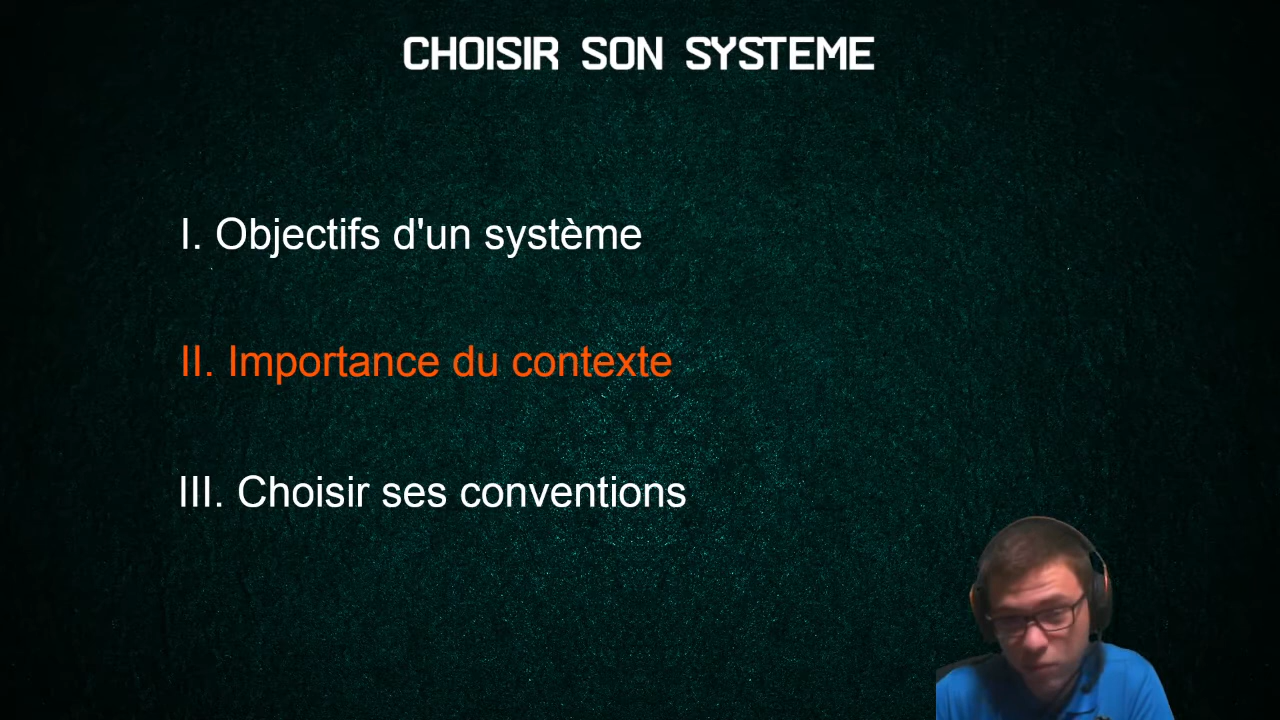 CHOISIR SON SYSTEME
I. Objectifs d'un système
II. Importance du contexte
III. Choisir ses conventions